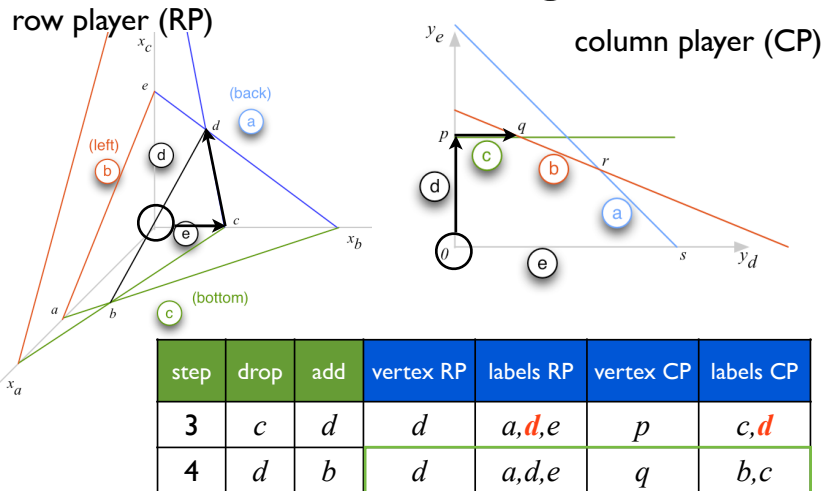 row player (RP)
column player (CP)
x_c
e
(back)
a
d
(left)
b
d
e
c
x_b
a
b
(bottom)
c
x_a
y_e
p
q
c
b
r
d
a
0
e
s
y_d
step drop add vertex RP labels RP vertex CP labels CP
3 c d d a,d,e p c,d
4 d b d a,d,e q b,c